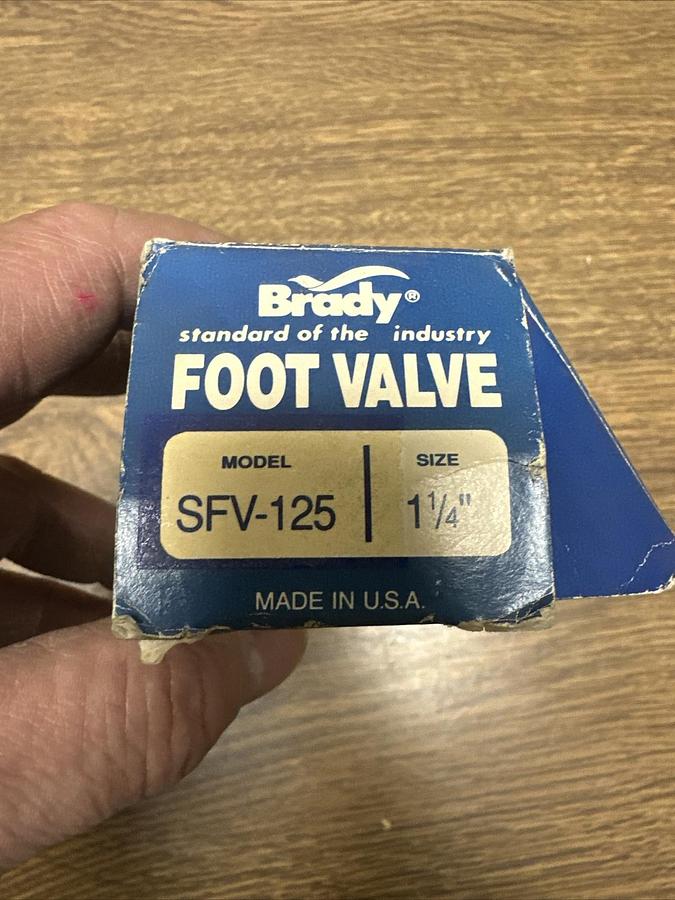 Brady®
standard of the industry
FOOT VALVE
MODEL
SIZE
SFV-125
1 1/4"
MADE IN U.S.A.